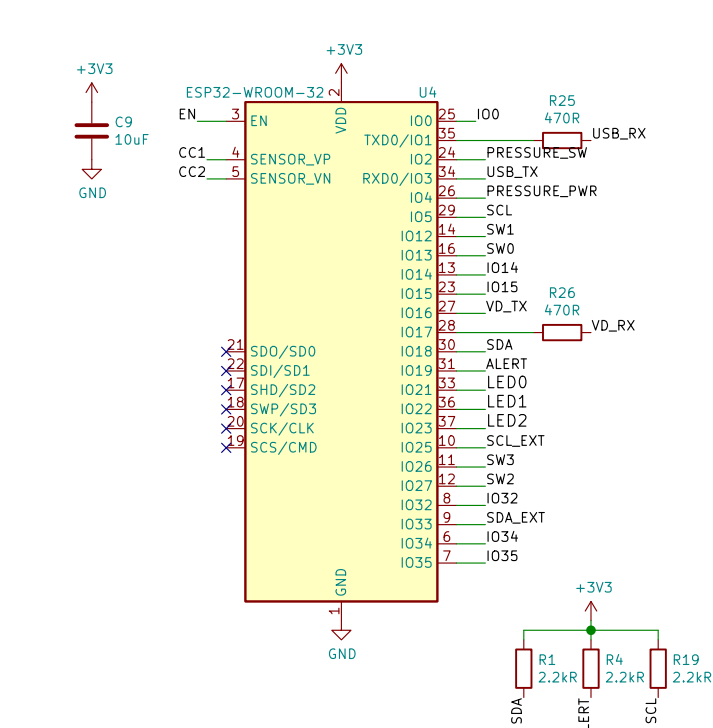 +3V3
+3V3
ESP32-WROOM-32
U4
C9
10uF
GND
2
VDD
EN
3
EN
CC1
4
SENSOR_VP
CC2
5
SENSOR_VN
IO0
25
IO0
TXD0/IO1
35
R25
470R
USB_RX
IO2
24
PRESSURE_SW
RXD0/IO3
34
USB_TX
IO4
26
PRESSURE_PWR
IO5
29
SCL
IO12
14
SW1
IO13
16
SW0
IO14
13
IO14
IO15
23
IO15
IO16
27
VD_TX
IO17
28
R26
470R
VD_RX
21
SDO/SD0
IO18
30
SDA
22
SDI/SD1
IO19
31
ALERT
17
SHD/SD2
IO21
33
LED0
18
SWP/SD3
IO22
36
LED1
20
SCK/CLK
IO23
37
LED2
19
SCS/CMD
IO25
10
SCL_EXT
IO26
11
SW3
IO27
12
SW2
IO32
8
IO32
IO33
9
SDA_EXT
IO34
6
IO34
IO35
7
IO35
GND
1
GND
+3V3
R1
2.2kR
R4
2.2kR
R19
2.2kR
SDA
ERT
SCL